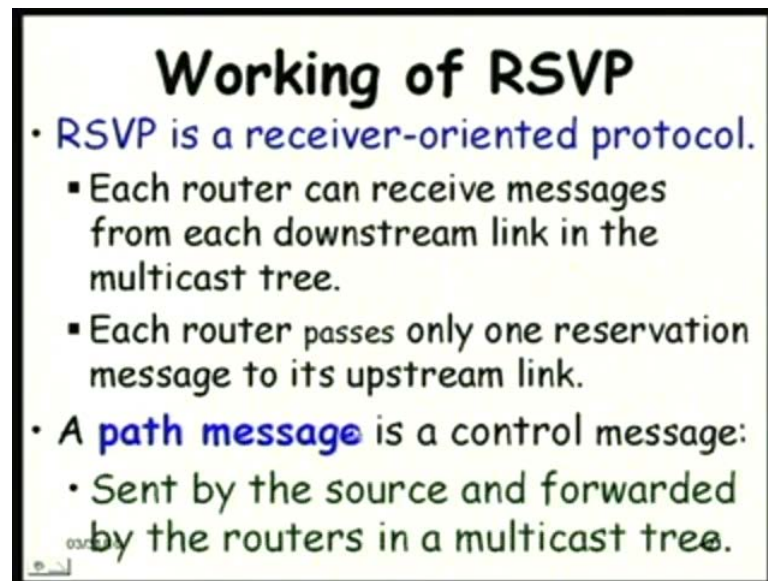 Working of RSVP
• RSVP is a receiver-oriented protocol.
▪ Each router can receive messages
from each downstream link in the
multicast tree.
▪ Each router passes only one reservation
message to its upstream link.
• A path message is a control message:
• Sent by the source and forwarded
by the routers in a multicast tree.